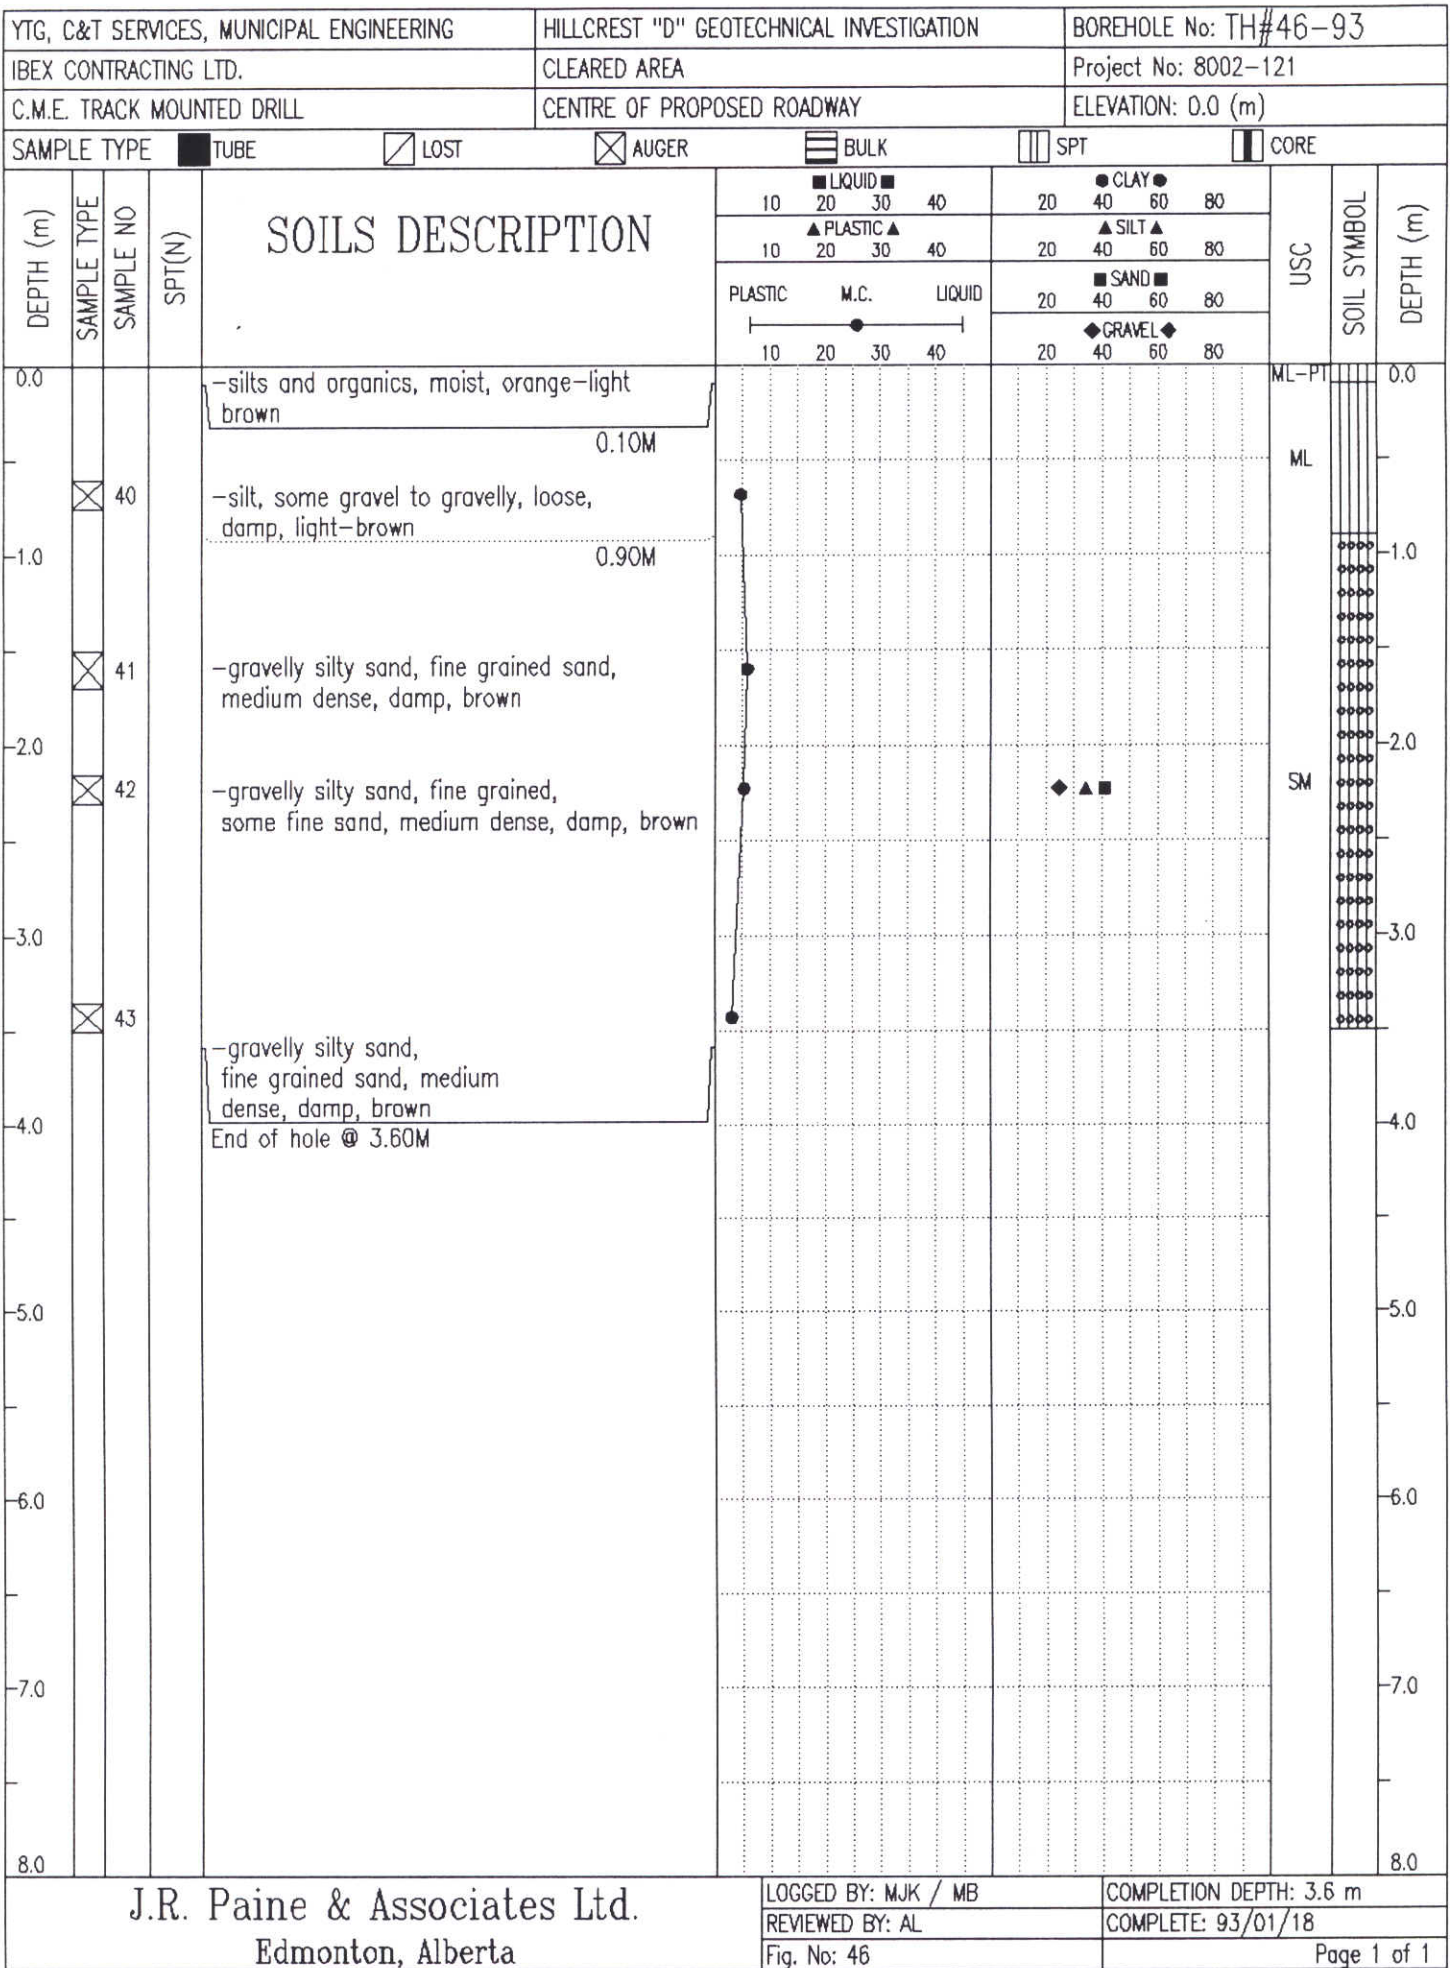 YTG, C&T SERVICES, MUNICIPAL ENGINEERING
HILLCREST "D" GEOTECHNICAL INVESTIGATION
BOREHOLE No: TH#46-93
IBEX CONTRACTING LTD.
CLEARED AREA
Project No: 8002-121
C.M.E. TRACK MOUNTED DRILL
CENTRE OF PROPOSED ROADWAY
ELEVATION: 0.0 (m)
SAMPLE TYPE TUBE LOST AUGER BULK SPT CORE
DEPTH (m)
SAMPLE TYPE
SAMPLE NO
SPT(N)
SOILS DESCRIPTION
■ LIQUID ■
10 20 30 40
▲ PLASTIC ▲
10 20 30 40
PLASTIC M.C. LIQUID
10 20 30 40
● CLAY ●
20 40 60 80
▲ SILT ▲
20 40 60 80
■ SAND ■
20 40 60 80
◆ GRAVEL ◆
20 40 60 80
USC
SOIL SYMBOL
DEPTH (m)
0.0
-silts and organics, moist, orange-light
brown
0.10M
ML-PT
0.0
ML
40
-silt, some gravel to gravelly, loose,
damp, light-brown
0.90M
-1.0
-1.0
41
-gravelly silty sand, fine grained sand,
medium dense, damp, brown
-2.0
-2.0
42
-gravelly silty sand, fine grained,
some fine sand, medium dense, damp, brown
SM
-3.0
-3.0
43
-gravelly silty sand,
fine grained sand, medium
dense, damp, brown
-4.0
-4.0
End of hole @ 3.60M
-5.0
-5.0
-6.0
-6.0
-7.0
-7.0
8.0
8.0
J.R. Paine & Associates Ltd.
Edmonton, Alberta
LOGGED BY: MJK / MB
COMPLETION DEPTH: 3.6 m
REVIEWED BY: AL
COMPLETE: 93/01/18
Fig. No: 46
Page 1 of 1